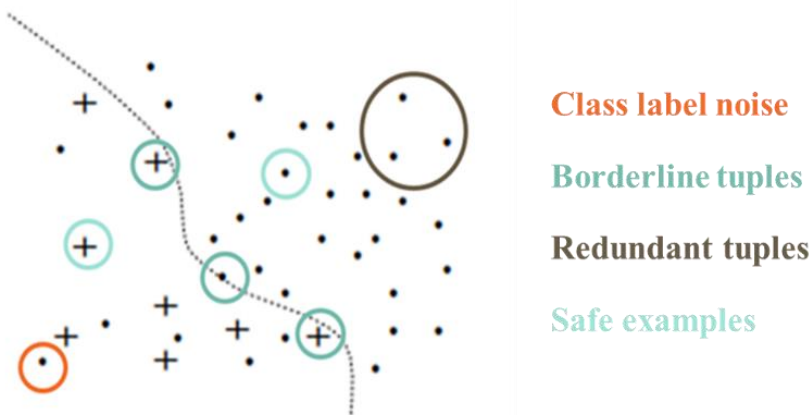 Class label noise
Borderline tuples
Redundant tuples
Safe examples